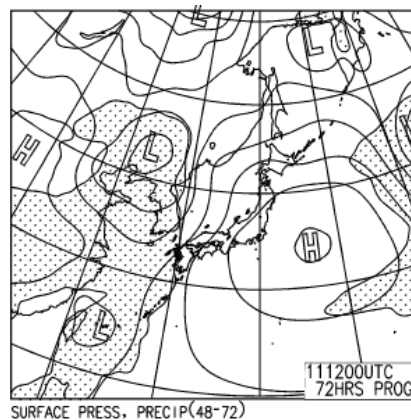 L
L
H
L
H
L
111200UTC
72HRS PROG
SURFACE PRESS, PRECIP(48-72)